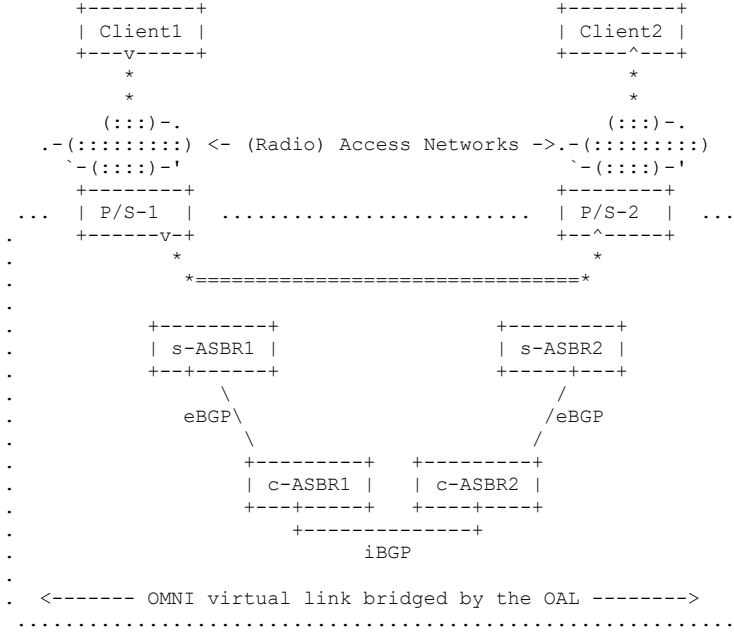 Client1 Client2
<- (Radio) Access Networks ->
P/S-1 P/S-2
s-ASBR1 s-ASBR2
eBGP eBGP
c-ASBR1 c-ASBR2
iBGP
<------- OMNI virtual link bridged by the OAL -------->